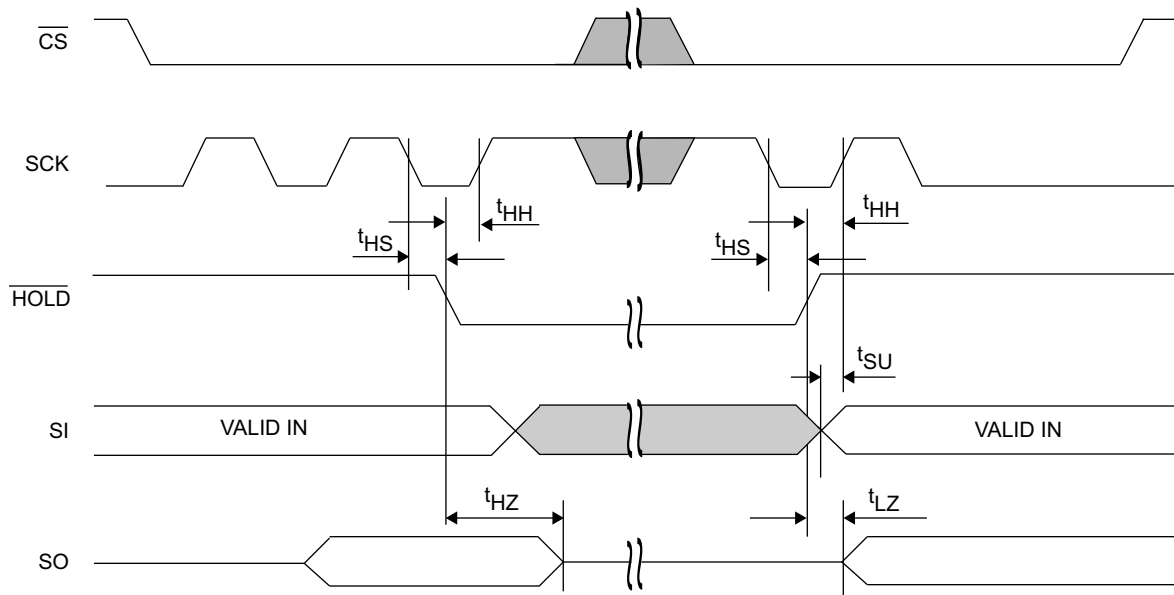 CS
SCK
tHH
tHH
tHS
tHS
HOLD
tSU
SI
VALID IN
VALID IN
tHZ
tLZ
SO